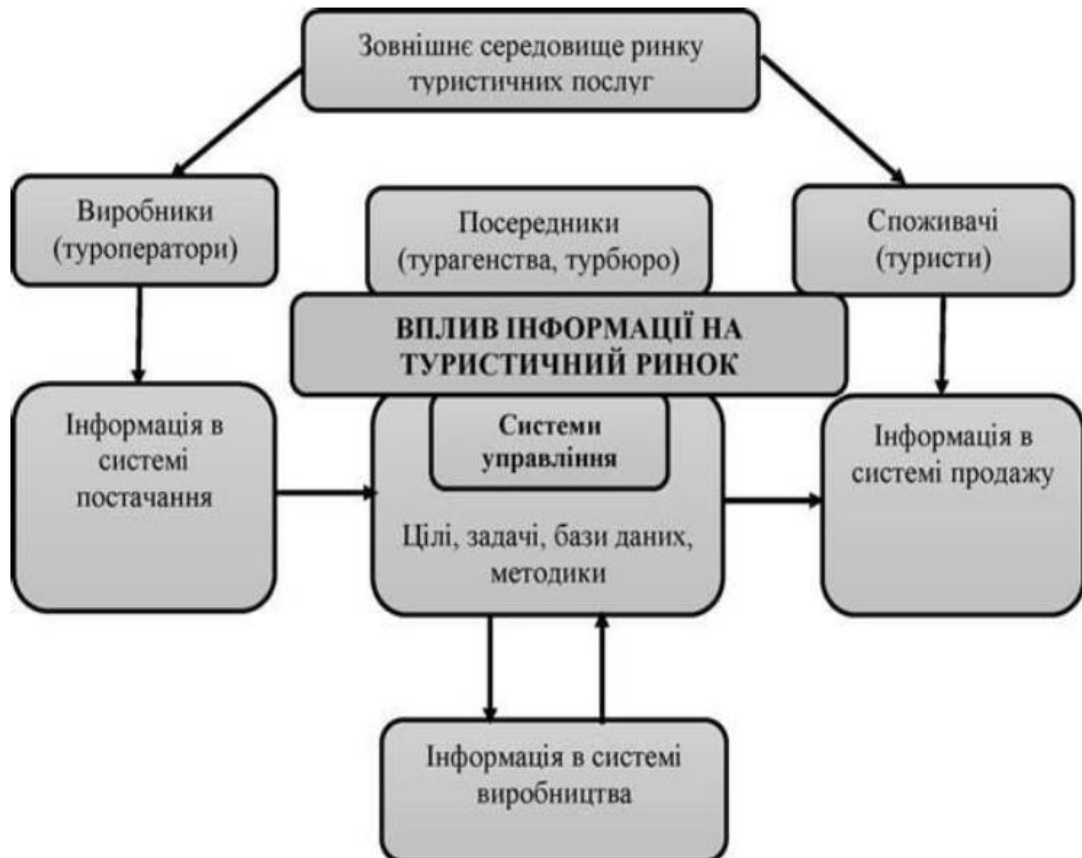 Зовнішнє середовище ринку
туристичних послуг
Виробники
(туроператори)
Посередники
(турагенства, турбюро)
Споживачі
(туристи)
ВПЛИВ ІНФОРМАЦІЇ НА
ТУРИСТИЧНИЙ РИНОК
Інформація в
системі
постачання
Системи
управління
Цілі, задачі, бази даних,
методики
Інформація в
системі продажу
Інформація в системі
виробництва